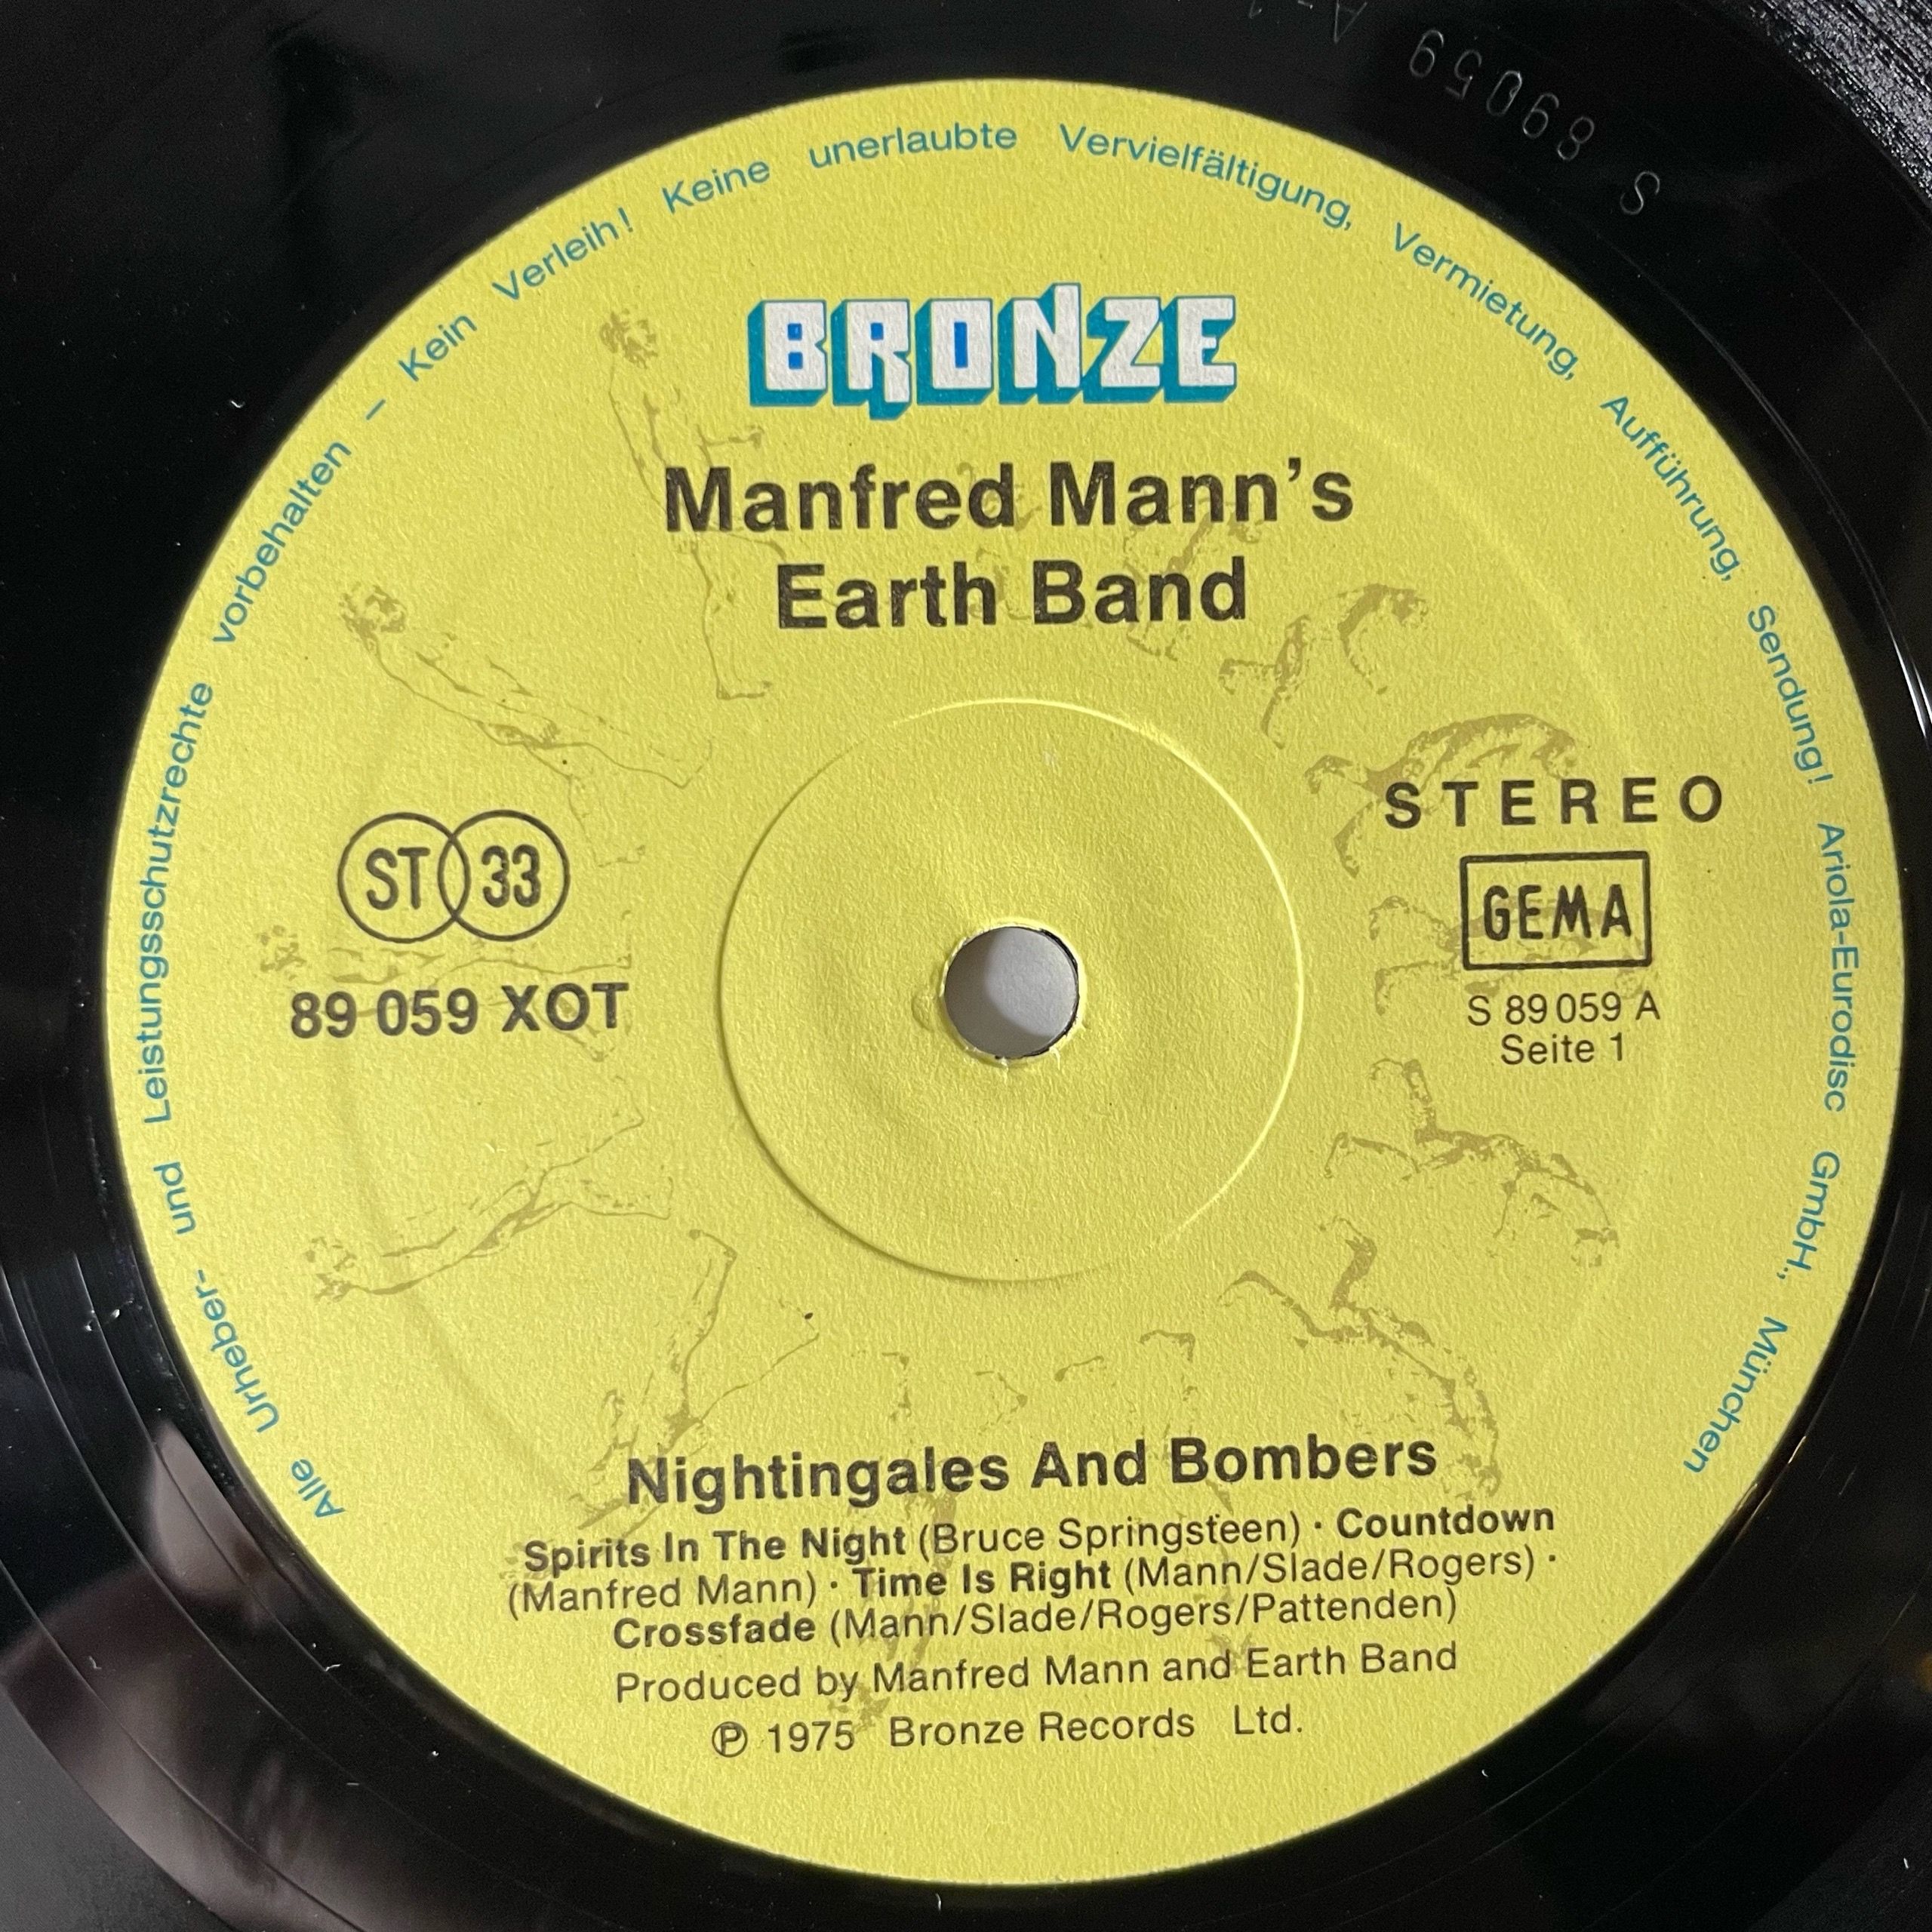 Alle Urheber- und Leistungsschutzrechte vorbehalten – Kein Verleih! Keine unerlaubte Vervielfältigung, Vermietung, Aufführung, Sendung! Ariola-Eurodisc GmbH., München
S 89059 A-1
BRONZE
Manfred Mann's
Earth Band
ST 33
89 059 XOT
STEREO
GEMA
S 89 059 A
Seite 1
Nightingales And Bombers
Spirits In The Night (Bruce Springsteen) · Countdown
(Manfred Mann) · Time Is Right (Mann/Slade/Rogers) ·
Crossfade (Mann/Slade/Rogers/Pattenden)
Produced by Manfred Mann and Earth Band
℗ 1975 Bronze Records Ltd.